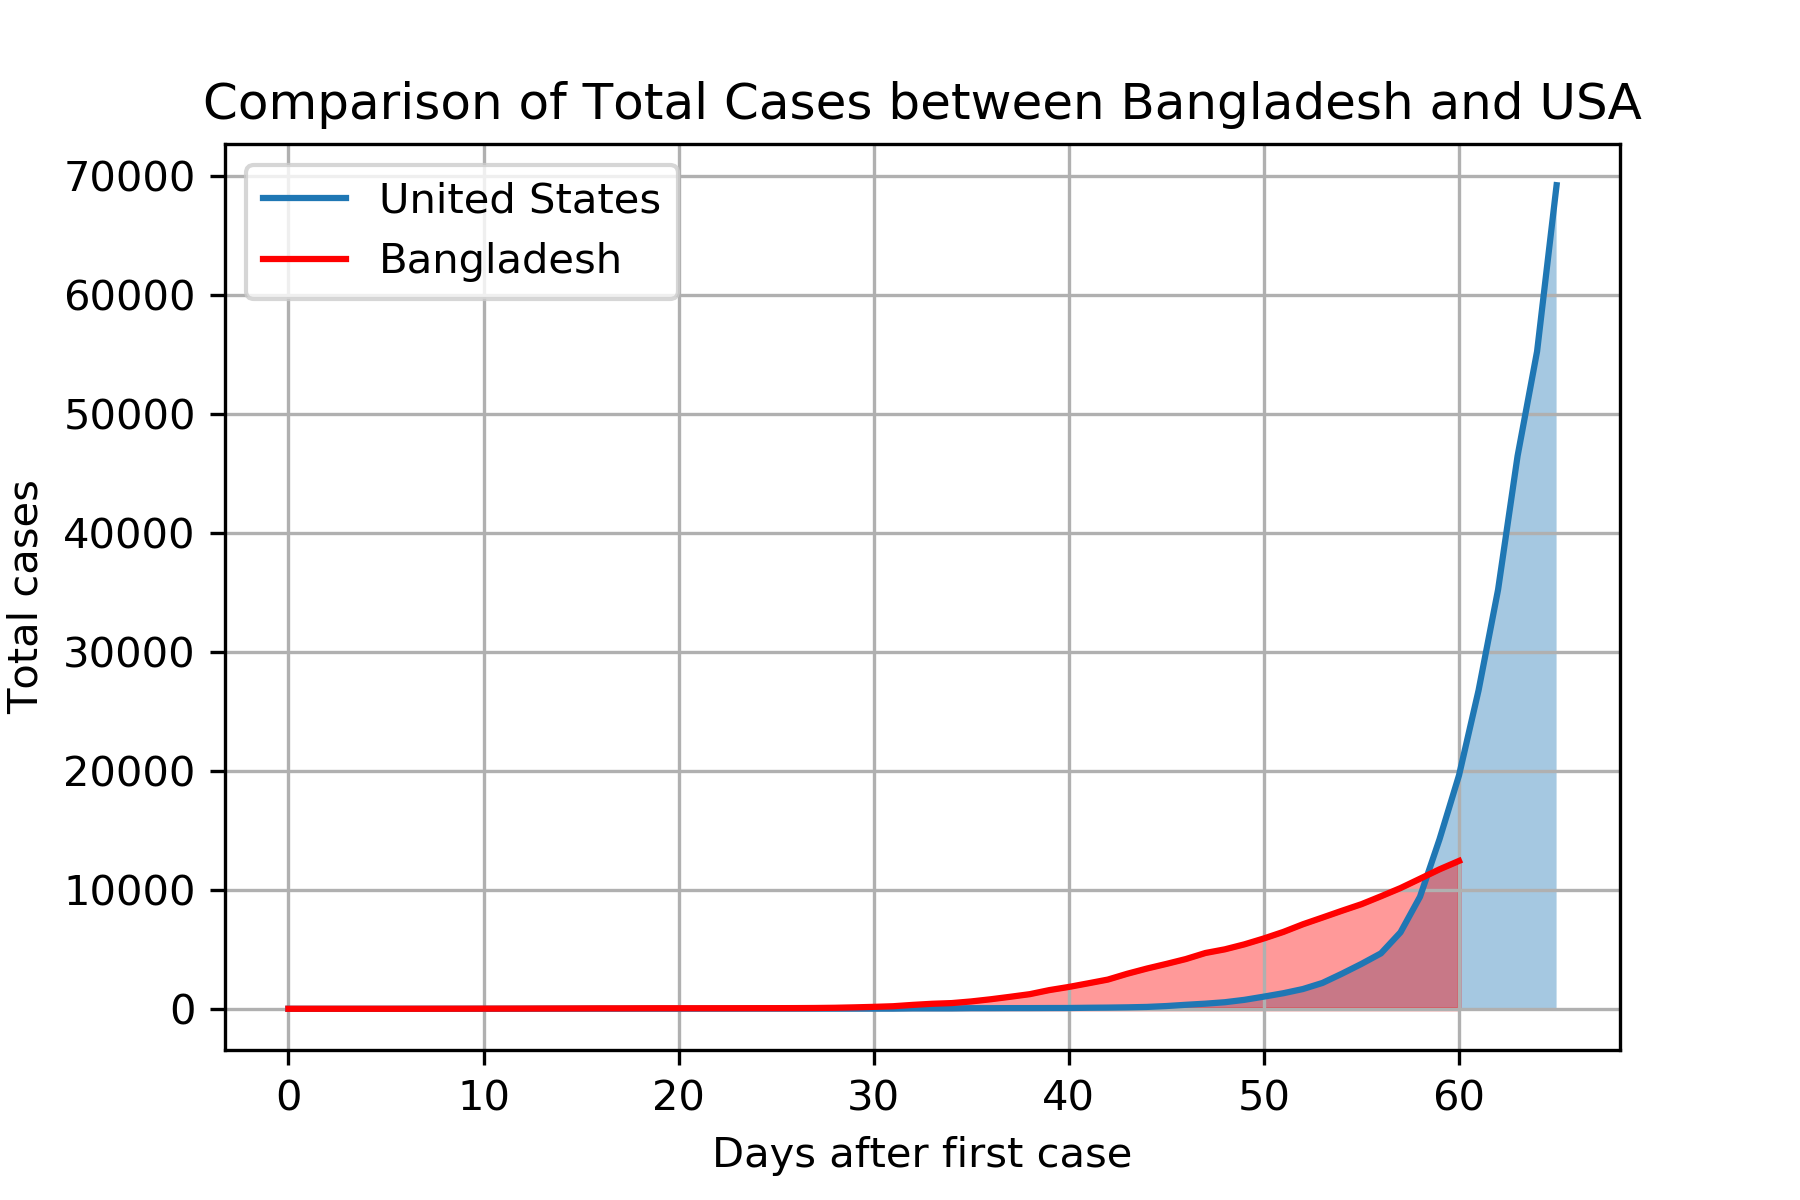 Comparison of Total Cases between Bangladesh and USA
United States
Bangladesh
70000
60000
50000
40000
30000
20000
10000
0
Total cases
0 10 20 30 40 50 60
Days after first case